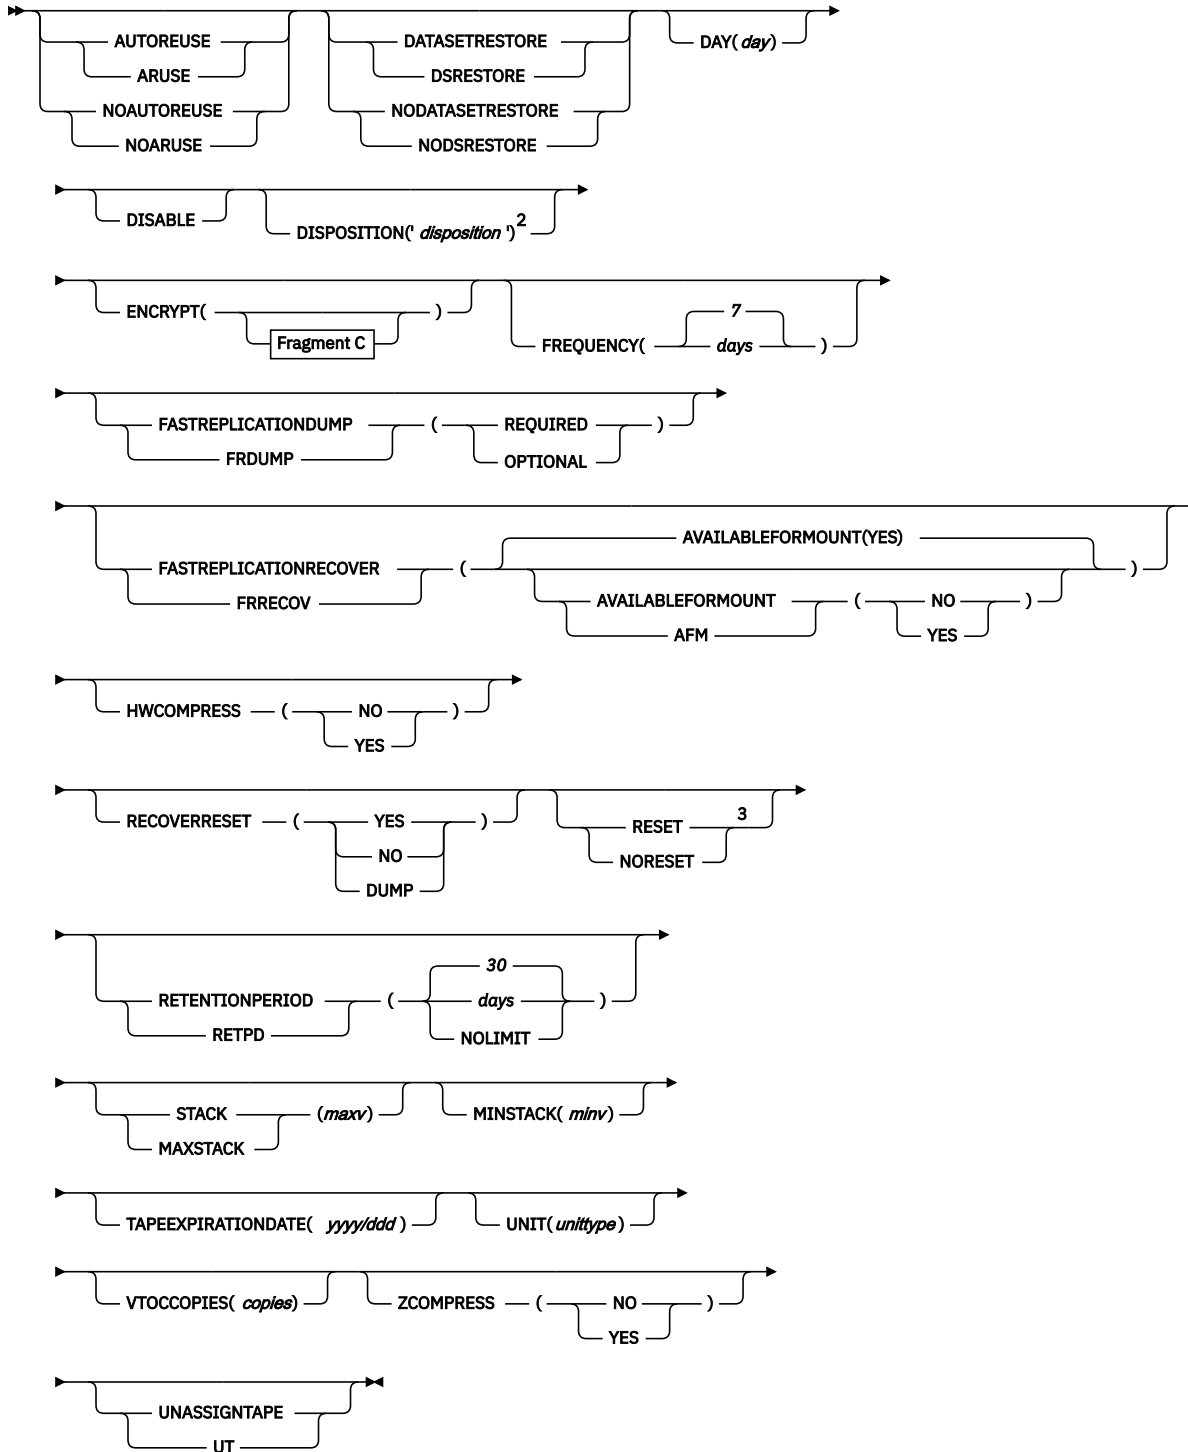 AUTOREUSE DATASETRESTORE DAY( day )
ARUSE DSRESTORE
NOAUTOREUSE NODATASETRESTORE
NOARUSE NODSRESTORE
DISABLE DISPOSITION(' disposition ')2
ENCRYPT( Fragment C ) FREQUENCY( 7 days )
FASTREPLICATIONDUMP ( REQUIRED )
FRDUMP OPTIONAL
AVAILABLEFORMOUNT(YES)
FASTREPLICATIONRECOVER ( )
FRRECOV AVAILABLEFORMOUNT ( NO )
AFM YES
HWCOMPRESS ( NO )
YES
RECOVERRESET ( YES ) RESET 3
NO NORESET
DUMP
30
RETENTIONPERIOD ( days )
RETPD NOLIMIT
STACK (maxv) MINSTACK( minv)
MAXSTACK
TAPEEXPIRATIONDATE( yyyy/ddd ) UNIT(unittype)
VTOCCOPIES( copies) ZCOMPRESS ( NO )
YES
UNASSIGNTAPE
UT